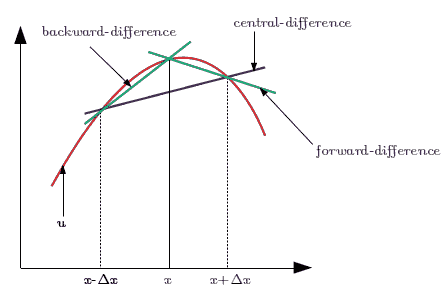 central-difference
backward-difference
forward-difference
u
x-Δx
x
x+Δx